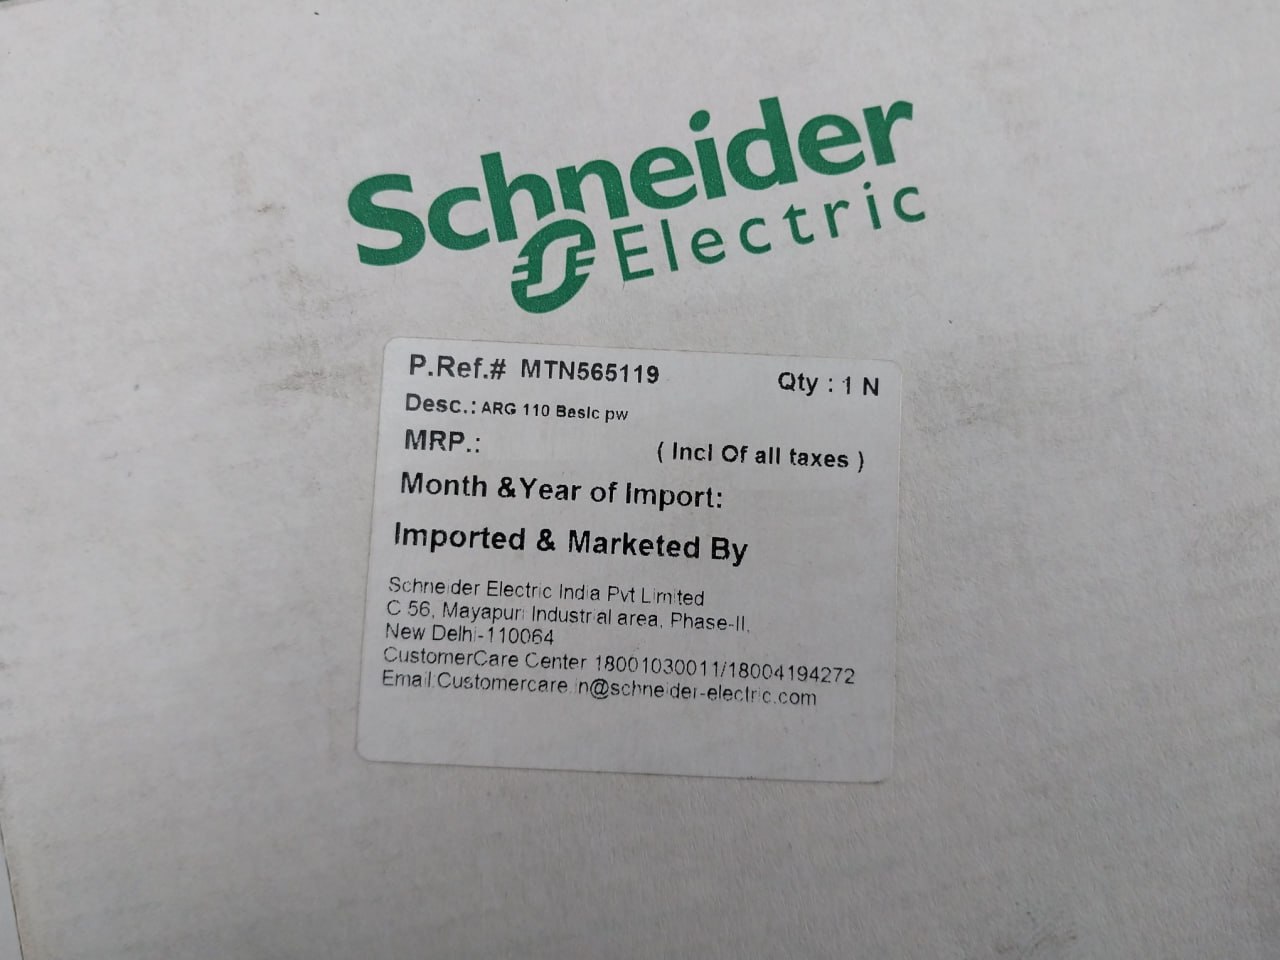 Schneider
Electric
P.Ref.# MTN565119 Qty : 1 N
Desc.: ARG 110 Basic pw
MRP.: ( Incl Of all taxes )
Month &Year of Import:
Imported & Marketed By
Schneider Electric India Pvt Limited
C 56, Mayapuri Industrial area, Phase-II,
New Delhi-110064
CustomerCare Center 18001030011/18004194272
Email:Customercare.in@schneider-electric.com